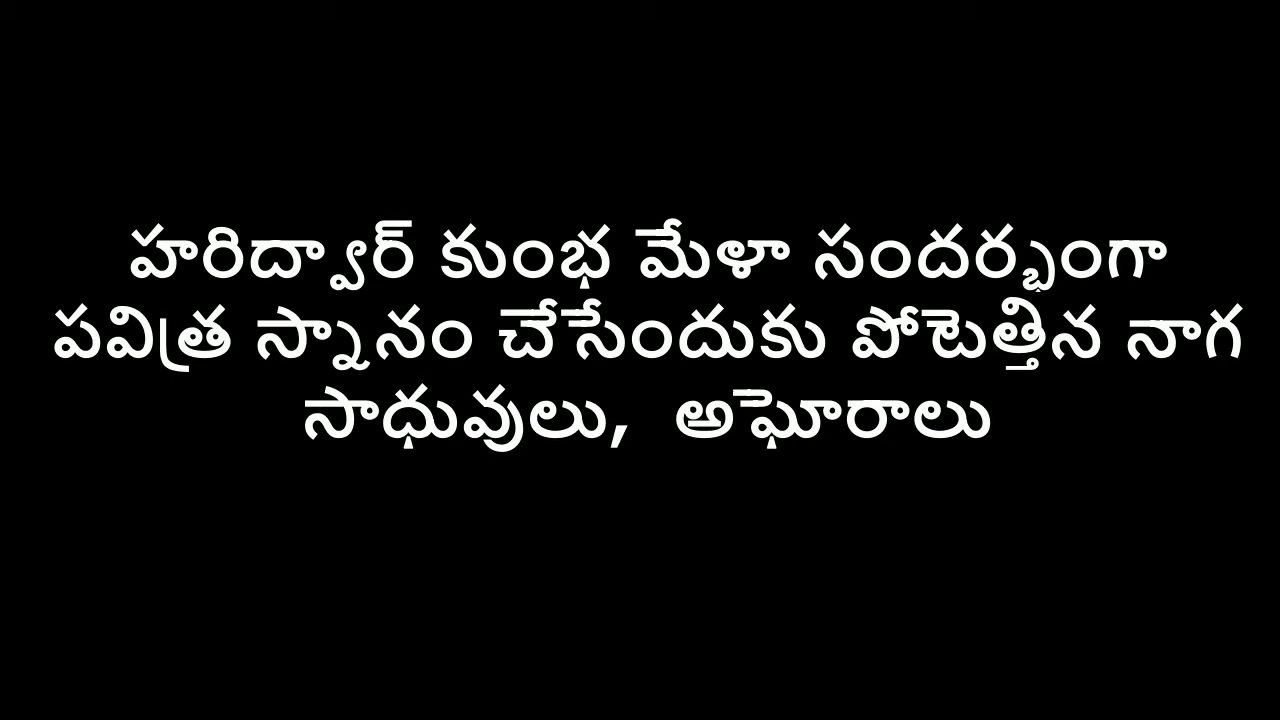 హరిద్వార్ కుంభ మేళా సందర్భంగా
పవిత్ర స్నానం చేసేందుకు పోటెత్తిన నాగ
సాధువులు,  అఘోరాలు